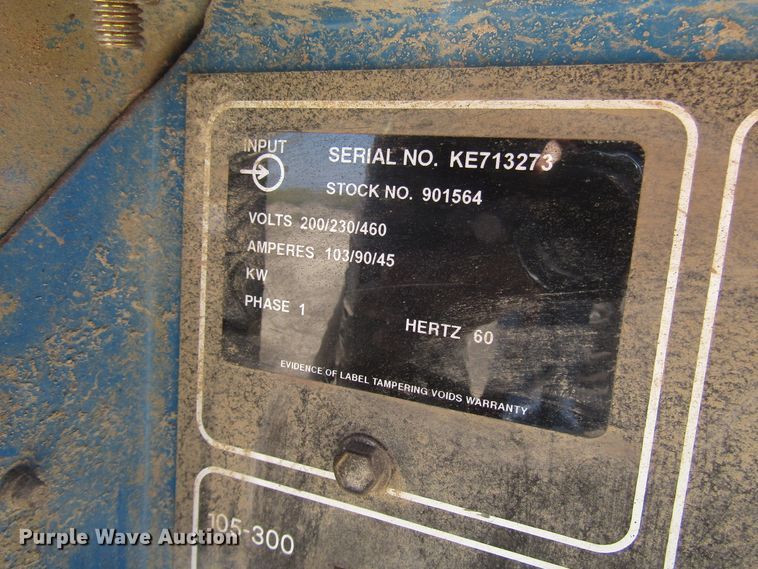 INPUT
SERIAL NO. KE713273
STOCK NO. 901564
VOLTS 200/230/460
AMPERES 103/90/45
KW
PHASE 1
HERTZ 60
EVIDENCE OF LABEL TAMPERING VOIDS WARRANTY
105-300
Purple Wave Auction